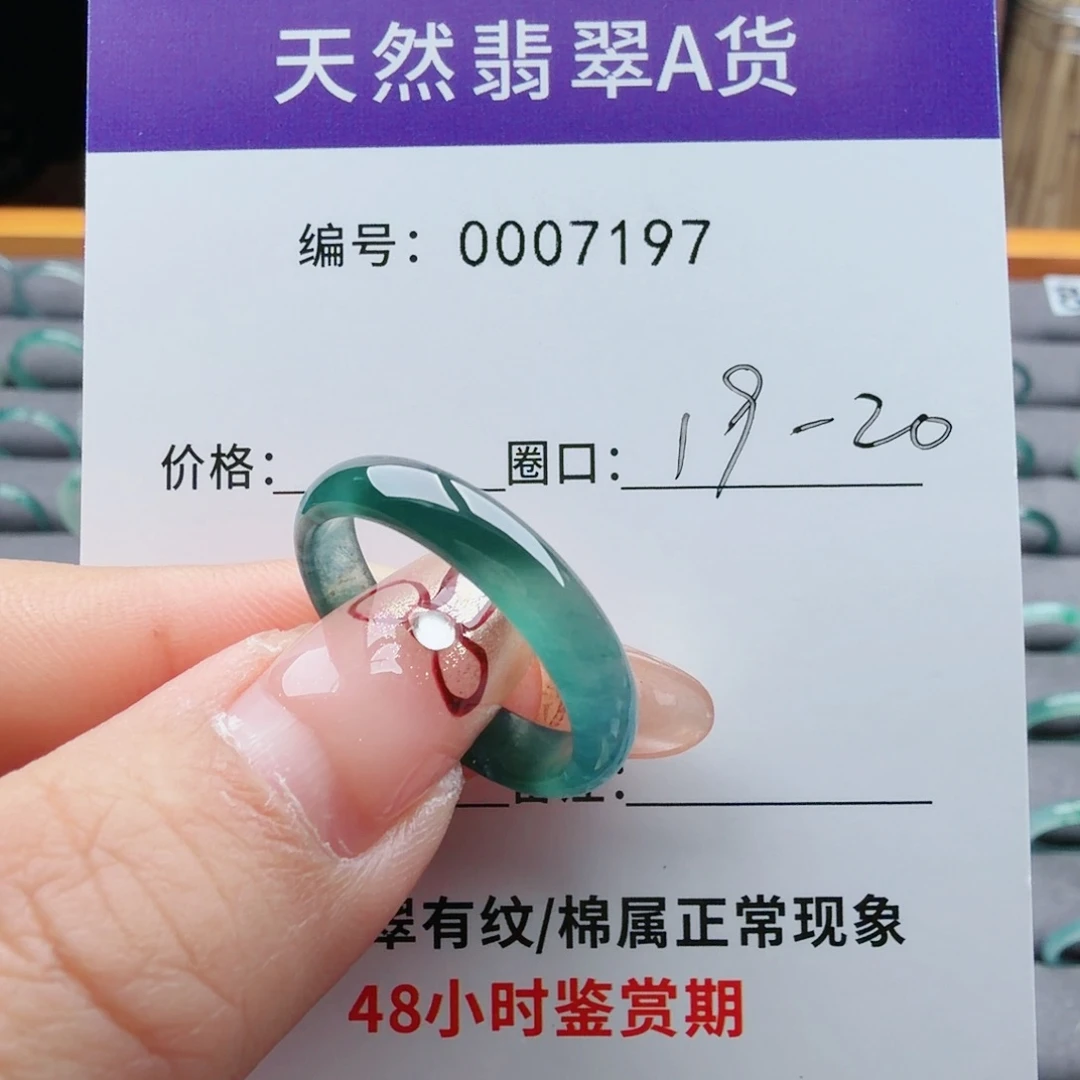 天然翡翠A货
编号：0007197
价格： 圈口：19-20
翠有纹/棉属正常现象
48小时鉴赏期